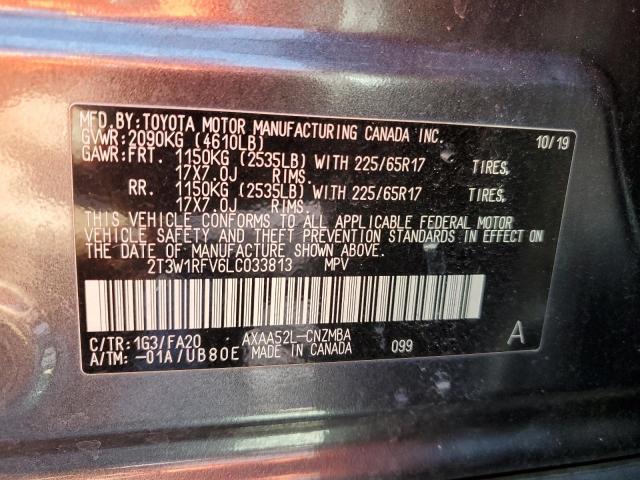 MFD.BY:TOYOTA MOTOR MANUFACTURING CANADA INC. 10/19
GVWR:2090KG (4610LB)
GAWR:FRT. 1150KG (2535LB) WITH 225/65R17 TIRES,
17X7.0J RIMS.
RR. 1150KG (2535LB) WITH 225/65R17 TIRES,
17X7.0J RIMS.
THIS VEHICLE CONFORMS TO ALL APPLICABLE FEDERAL MOTOR
VEHICLE SAFETY AND THEFT PREVENTION STANDARDS IN EFFECT ON
THE DATE OF MANUFACTURE SHOWN ABOVE.
2T3W1RFV6LC033813 MPV
C/TR:1G3/FA20 AXAA52L-CNZMBA
A/TM: -01A/UB80E MADE IN CANADA 099 A